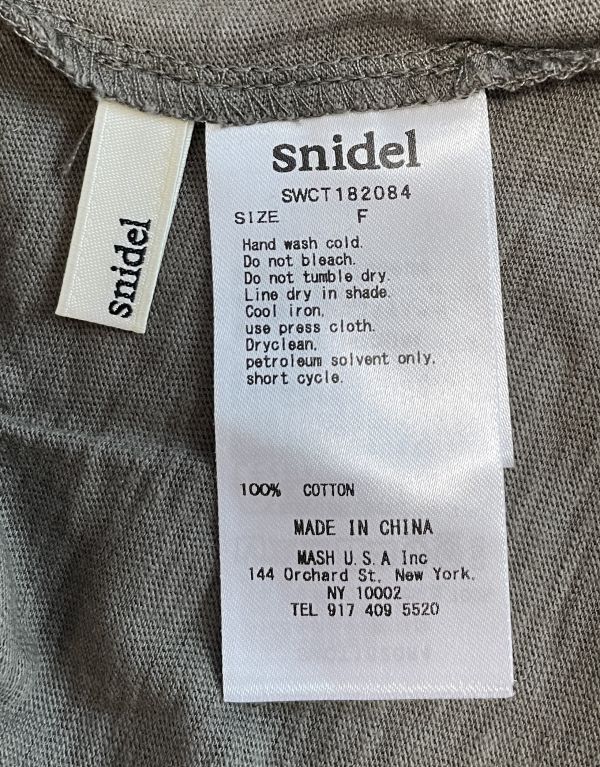 snidel
snidel
SWCT182084
SIZE F
Hand wash cold.
Do not bleach.
Do not tumble dry.
Line dry in shade.
Cool iron,
use press cloth.
Dryclean,
petroleum solvent only,
short cycle.
100% COTTON
MADE IN CHINA
MASH U.S.A Inc
144 Orchard St, New York,
NY 10002
TEL 917 409 5520